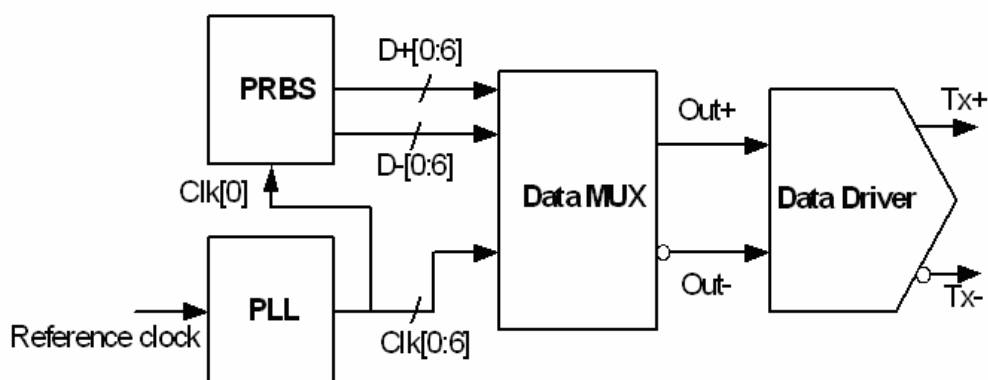 D+[0:6]
PRBS
D-[0:6]
Clk[0]
Out+
Tx+
Data MUX
Data Driver
Out-
Tx-
PLL
Reference clock
Clk[0:6]